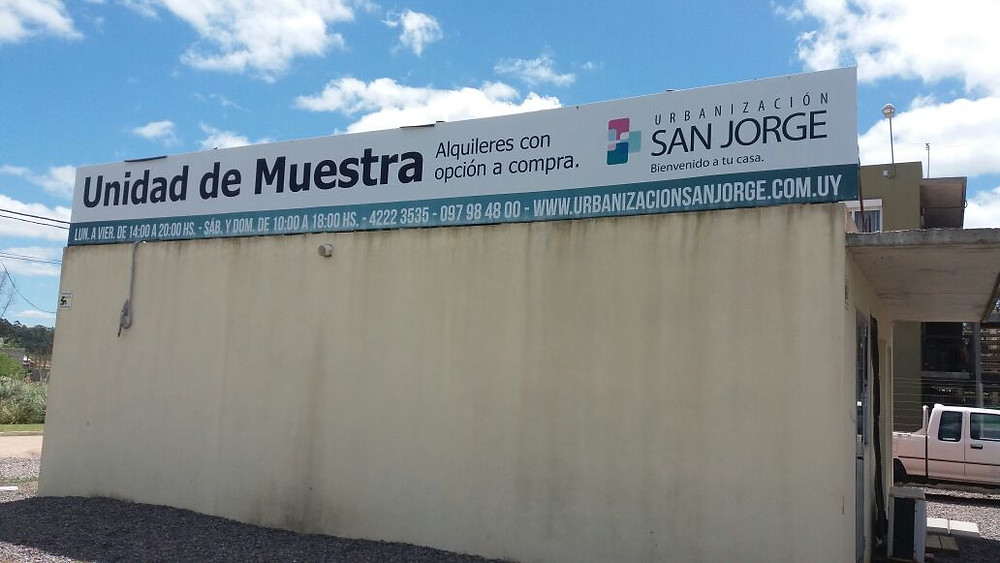 Unidad de Muestra
Alquileres con
opción a compra.
URBANIZACIÓN
SAN JORGE
Bienvenido a tu casa.
LUN. A VIER. DE 14:00 A 20:00 HS. - SÁB. Y DOM. DE 10:00 A 18:00 HS. - 4222 3535 - 097 98 48 00 - WWW.URBANIZACIONSANJORGE.COM.UY